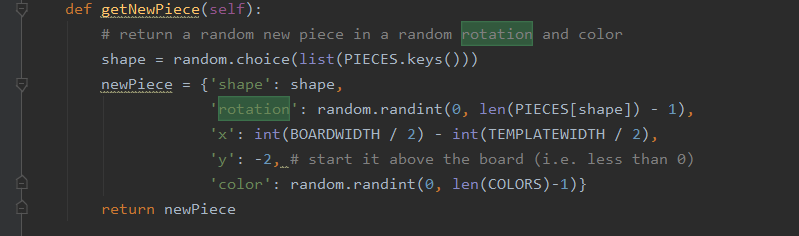 def getNewPiece(self):
    # return a random new piece in a random rotation and color
    shape = random.choice(list(PIECES.keys()))
    newPiece = {'shape': shape,
                'rotation': random.randint(0, len(PIECES[shape]) - 1),
                'x': int(BOARDWIDTH / 2) - int(TEMPLATEWIDTH / 2),
                'y': -2, # start it above the board (i.e. less than 0)
                'color': random.randint(0, len(COLORS)-1)}
    return newPiece